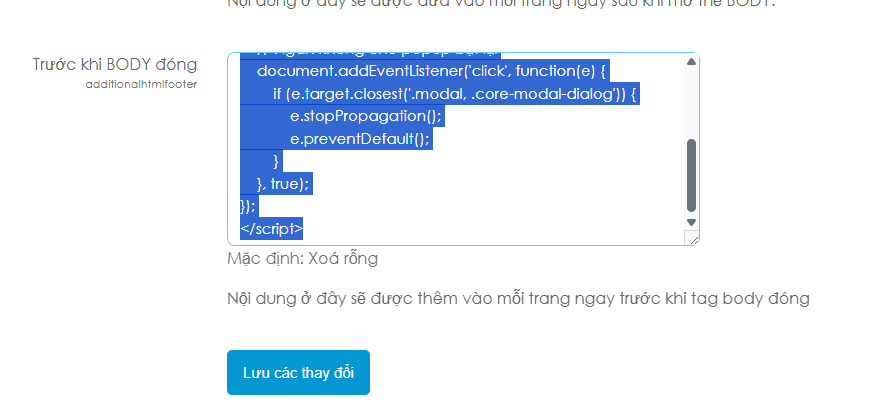 Nội dung ở đây sẽ được đưa vào mỗi trang ngay sau khi mở thẻ BODY.
Trước khi BODY đóng
additionalhtmlfooter
document.addEventListener('click', function(e) {
if (e.target.closest('.modal, .core-modal-dialog')) {
e.stopPropagation();
e.preventDefault();
}
}, true);
});
</script>
Mặc định: Xoá rỗng
Nội dung ở đây sẽ được thêm vào mỗi trang ngay trước khi tag body đóng
Lưu các thay đổi